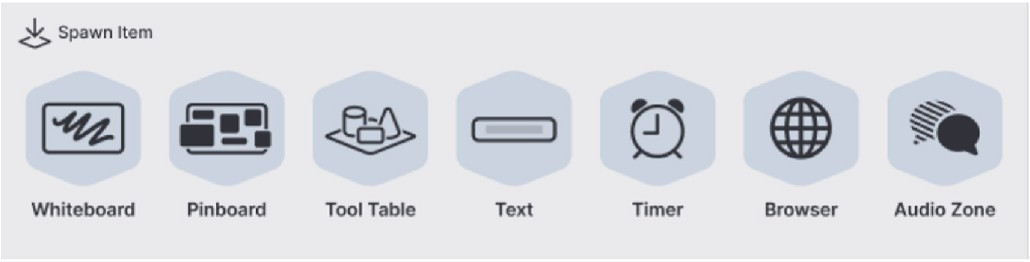 Spawn Item
Whiteboard
Pinboard
Tool Table
Text
Timer
Browser
Audio Zone